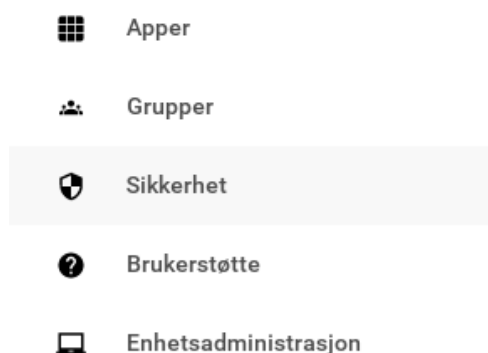 Apper
Grupper
Sikkerhet
Brukerstøtte
Enhetsadministrasjon